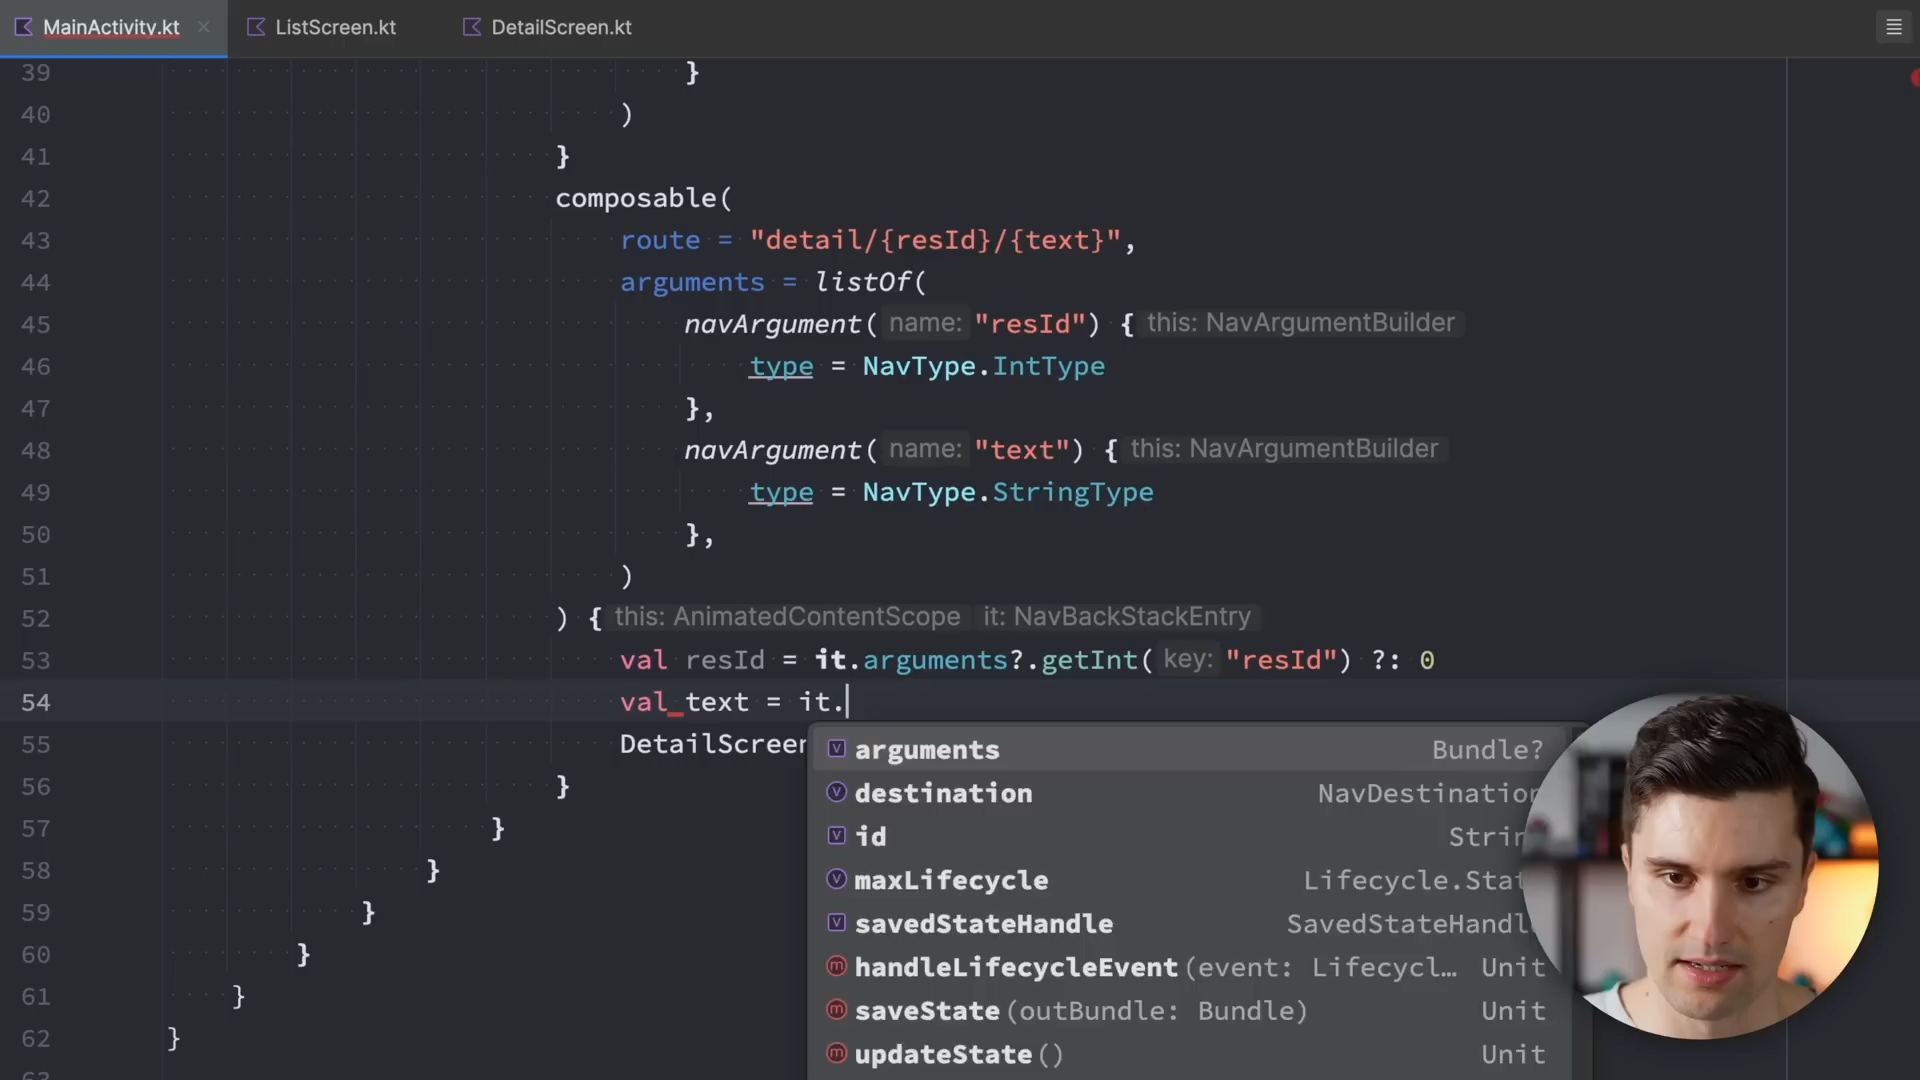 MainActivity.kt × ListScreen.kt DetailScreen.kt
39 }
40 )
41 }
42 composable(
43 route = "detail/{resId}/{text}",
44 arguments = listOf(
45 navArgument( name: "resId") { this: NavArgumentBuilder
46 type = NavType.IntType
47 },
48 navArgument( name: "text") { this: NavArgumentBuilder
49 type = NavType.StringType
50 },
51 )
52 ) { this: AnimatedContentScope it: NavBackStackEntry
53 val resId = it.arguments?.getInt( key: "resId") ?: 0
54 val text = it.
55 DetailScreen
arguments Bundle?
56 }
destination NavDestination
57 }
id Strin
58 }
maxLifecycle Lifecycle.Stat
59 }
savedStateHandle SavedStateHandl
60 }
handleLifecycleEvent(event: Lifecycl… Unit
61 }
saveState(outBundle: Bundle) Unit
62 }
updateState() Unit